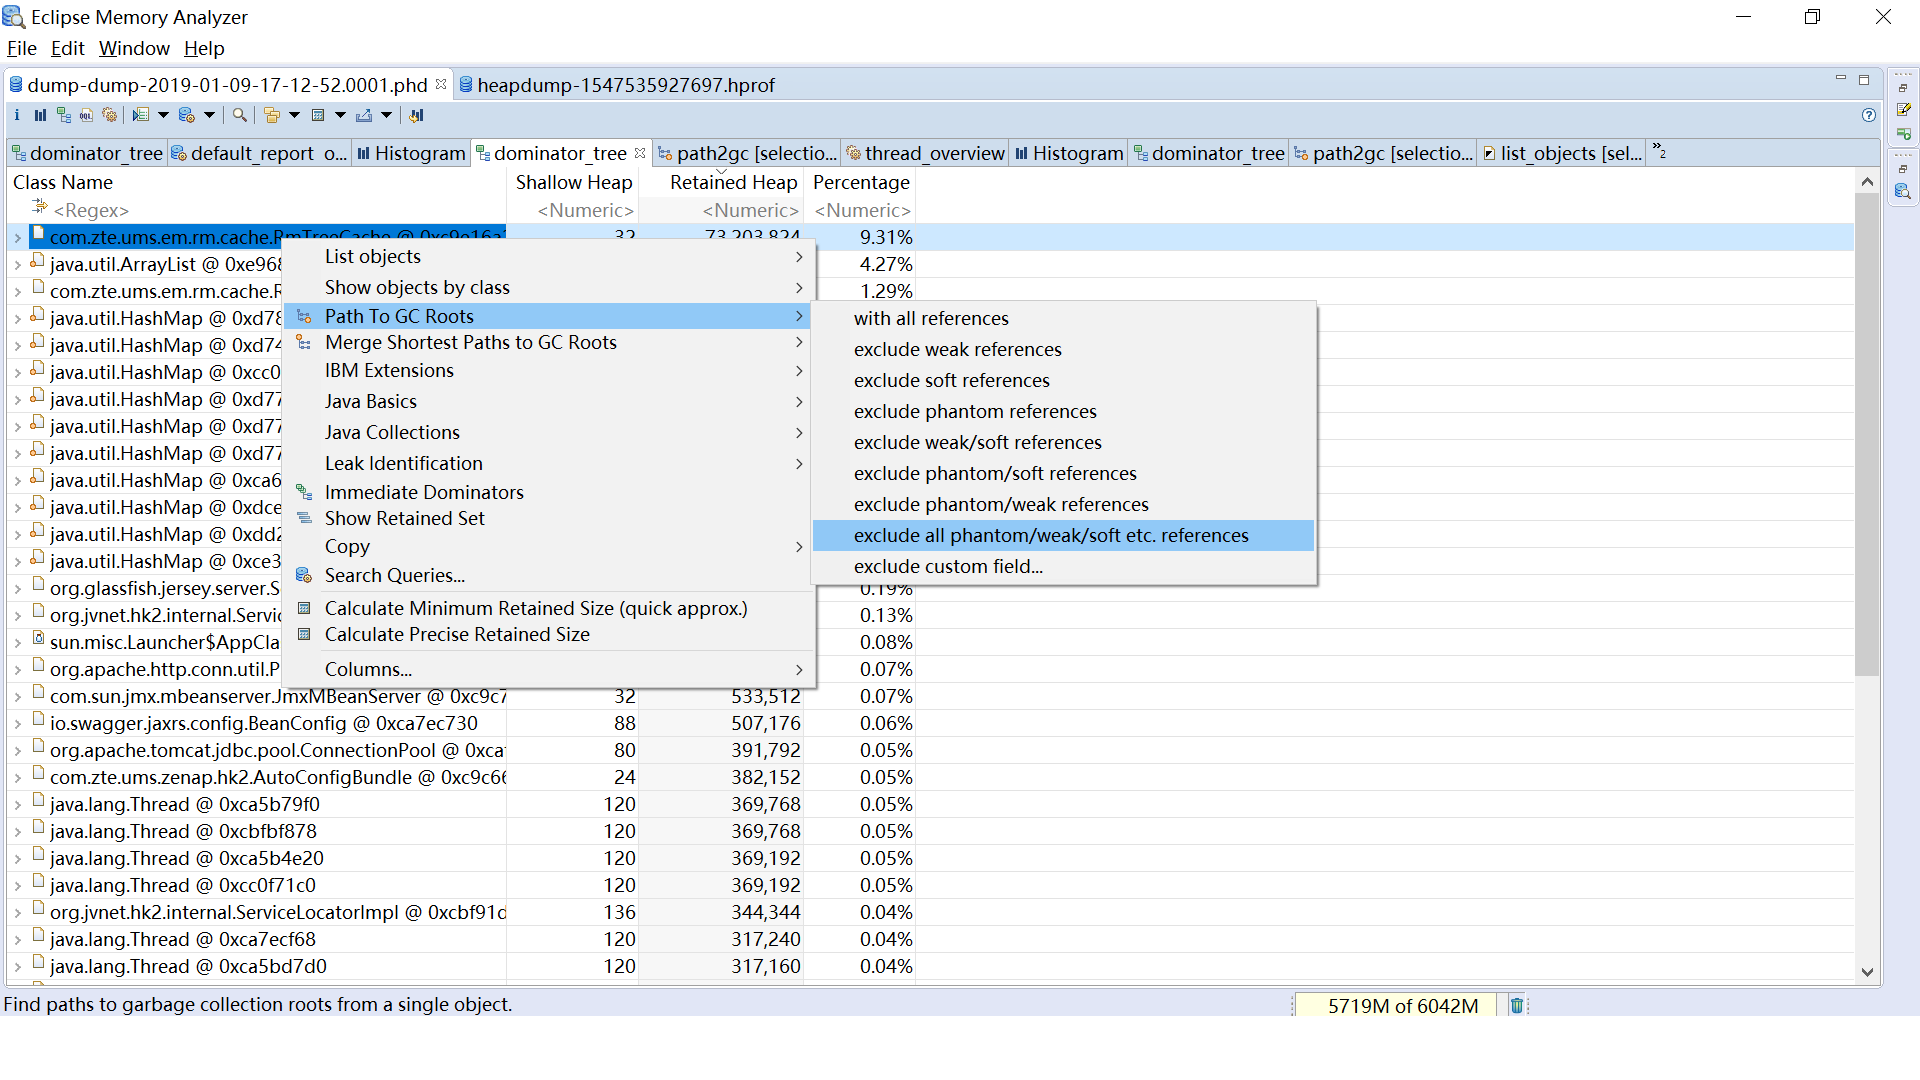 Eclipse Memory Analyzer
File Edit Window Help
dump-dump-2019-01-09-17-12-52.0001.phd heapdump-1547535927697.hprof
dominator_tree default_report o... Histogram dominator_tree path2gc [selectio... thread_overview Histogram dominator_tree path2gc [selectio... list_objects [sel... »2
Class Name Shallow Heap Retained Heap Percentage
<Regex> <Numeric> <Numeric> <Numeric>
com.zte.ums.em.rm.cache.RmTreeCache @ 32 73,203,824 9.31%
java.util.ArrayList @ 0xe968 4.27%
com.zte.ums.em.rm.cache.R 1.29%
java.util.HashMap @ 0xd78
java.util.HashMap @ 0xd74
java.util.HashMap @ 0xcc0
java.util.HashMap @ 0xd77
java.util.HashMap @ 0xd77
java.util.HashMap @ 0xd77
java.util.HashMap @ 0xca6
java.util.HashMap @ 0xdce
java.util.HashMap @ 0xdd2
java.util.HashMap @ 0xce3
org.glassfish.jersey.server.S 0.19%
org.jvnet.hk2.internal.Servic 0.13%
sun.misc.Launcher$AppCla 0.08%
org.apache.http.conn.util.P 0.07%
com.sun.jmx.mbeanserver.JmxMBeanServer @ 0xc9c7 32 533,512 0.07%
io.swagger.jaxrs.config.BeanConfig @ 0xca7ec730 88 507,176 0.06%
org.apache.tomcat.jdbc.pool.ConnectionPool @ 0xca 80 391,792 0.05%
com.zte.ums.zenap.hk2.AutoConfigBundle @ 0xc9c66 24 382,152 0.05%
java.lang.Thread @ 0xca5b79f0 120 369,768 0.05%
java.lang.Thread @ 0xcbfbf878 120 369,768 0.05%
java.lang.Thread @ 0xca5b4e20 120 369,192 0.05%
java.lang.Thread @ 0xcc0f71c0 120 369,192 0.05%
org.jvnet.hk2.internal.ServiceLocatorImpl @ 0xcbf91d 136 344,344 0.04%
java.lang.Thread @ 0xca7ecf68 120 317,240 0.04%
java.lang.Thread @ 0xca5bd7d0 120 317,160 0.04%
List objects
Show objects by class
Path To GC Roots
Merge Shortest Paths to GC Roots
IBM Extensions
Java Basics
Java Collections
Leak Identification
Immediate Dominators
Show Retained Set
Copy
Search Queries...
Calculate Minimum Retained Size (quick approx.)
Calculate Precise Retained Size
Columns...
with all references
exclude weak references
exclude soft references
exclude phantom references
exclude weak/soft references
exclude phantom/soft references
exclude phantom/weak references
exclude all phantom/weak/soft etc. references
exclude custom field...
Find paths to garbage collection roots from a single object.
5719M of 6042M